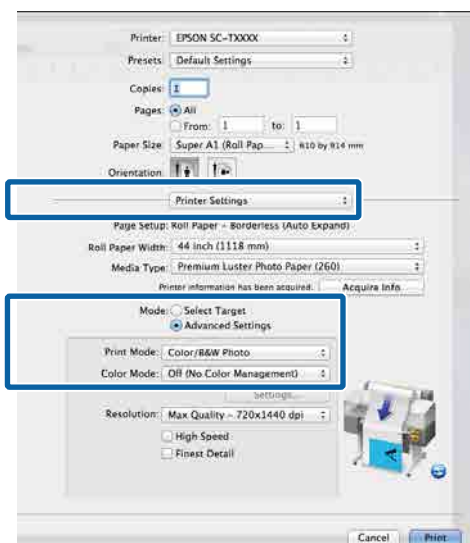 Printer: EPSON SC-TXXXX
Presets: Default Settings
Copies: 1
Pages: All
From: 1 to: 1
Paper Size: Super A1 (Roll Pap... 610 by 914 mm
Orientation:
Printer Settings
Page Setup: Roll Paper - Borderless (Auto Expand)
Roll Paper Width: 44 inch (1118 mm)
Media Type: Premium Luster Photo Paper (260)
Printer information has been acquired. Acquire Info
Mode: Select Target
Advanced Settings
Print Mode: Color/B&W Photo
Color Mode: Off (No Color Management)
Settings...
Resolution: Max Quality - 720x1440 dpi
High Speed
Finest Detail
A
Cancel Print